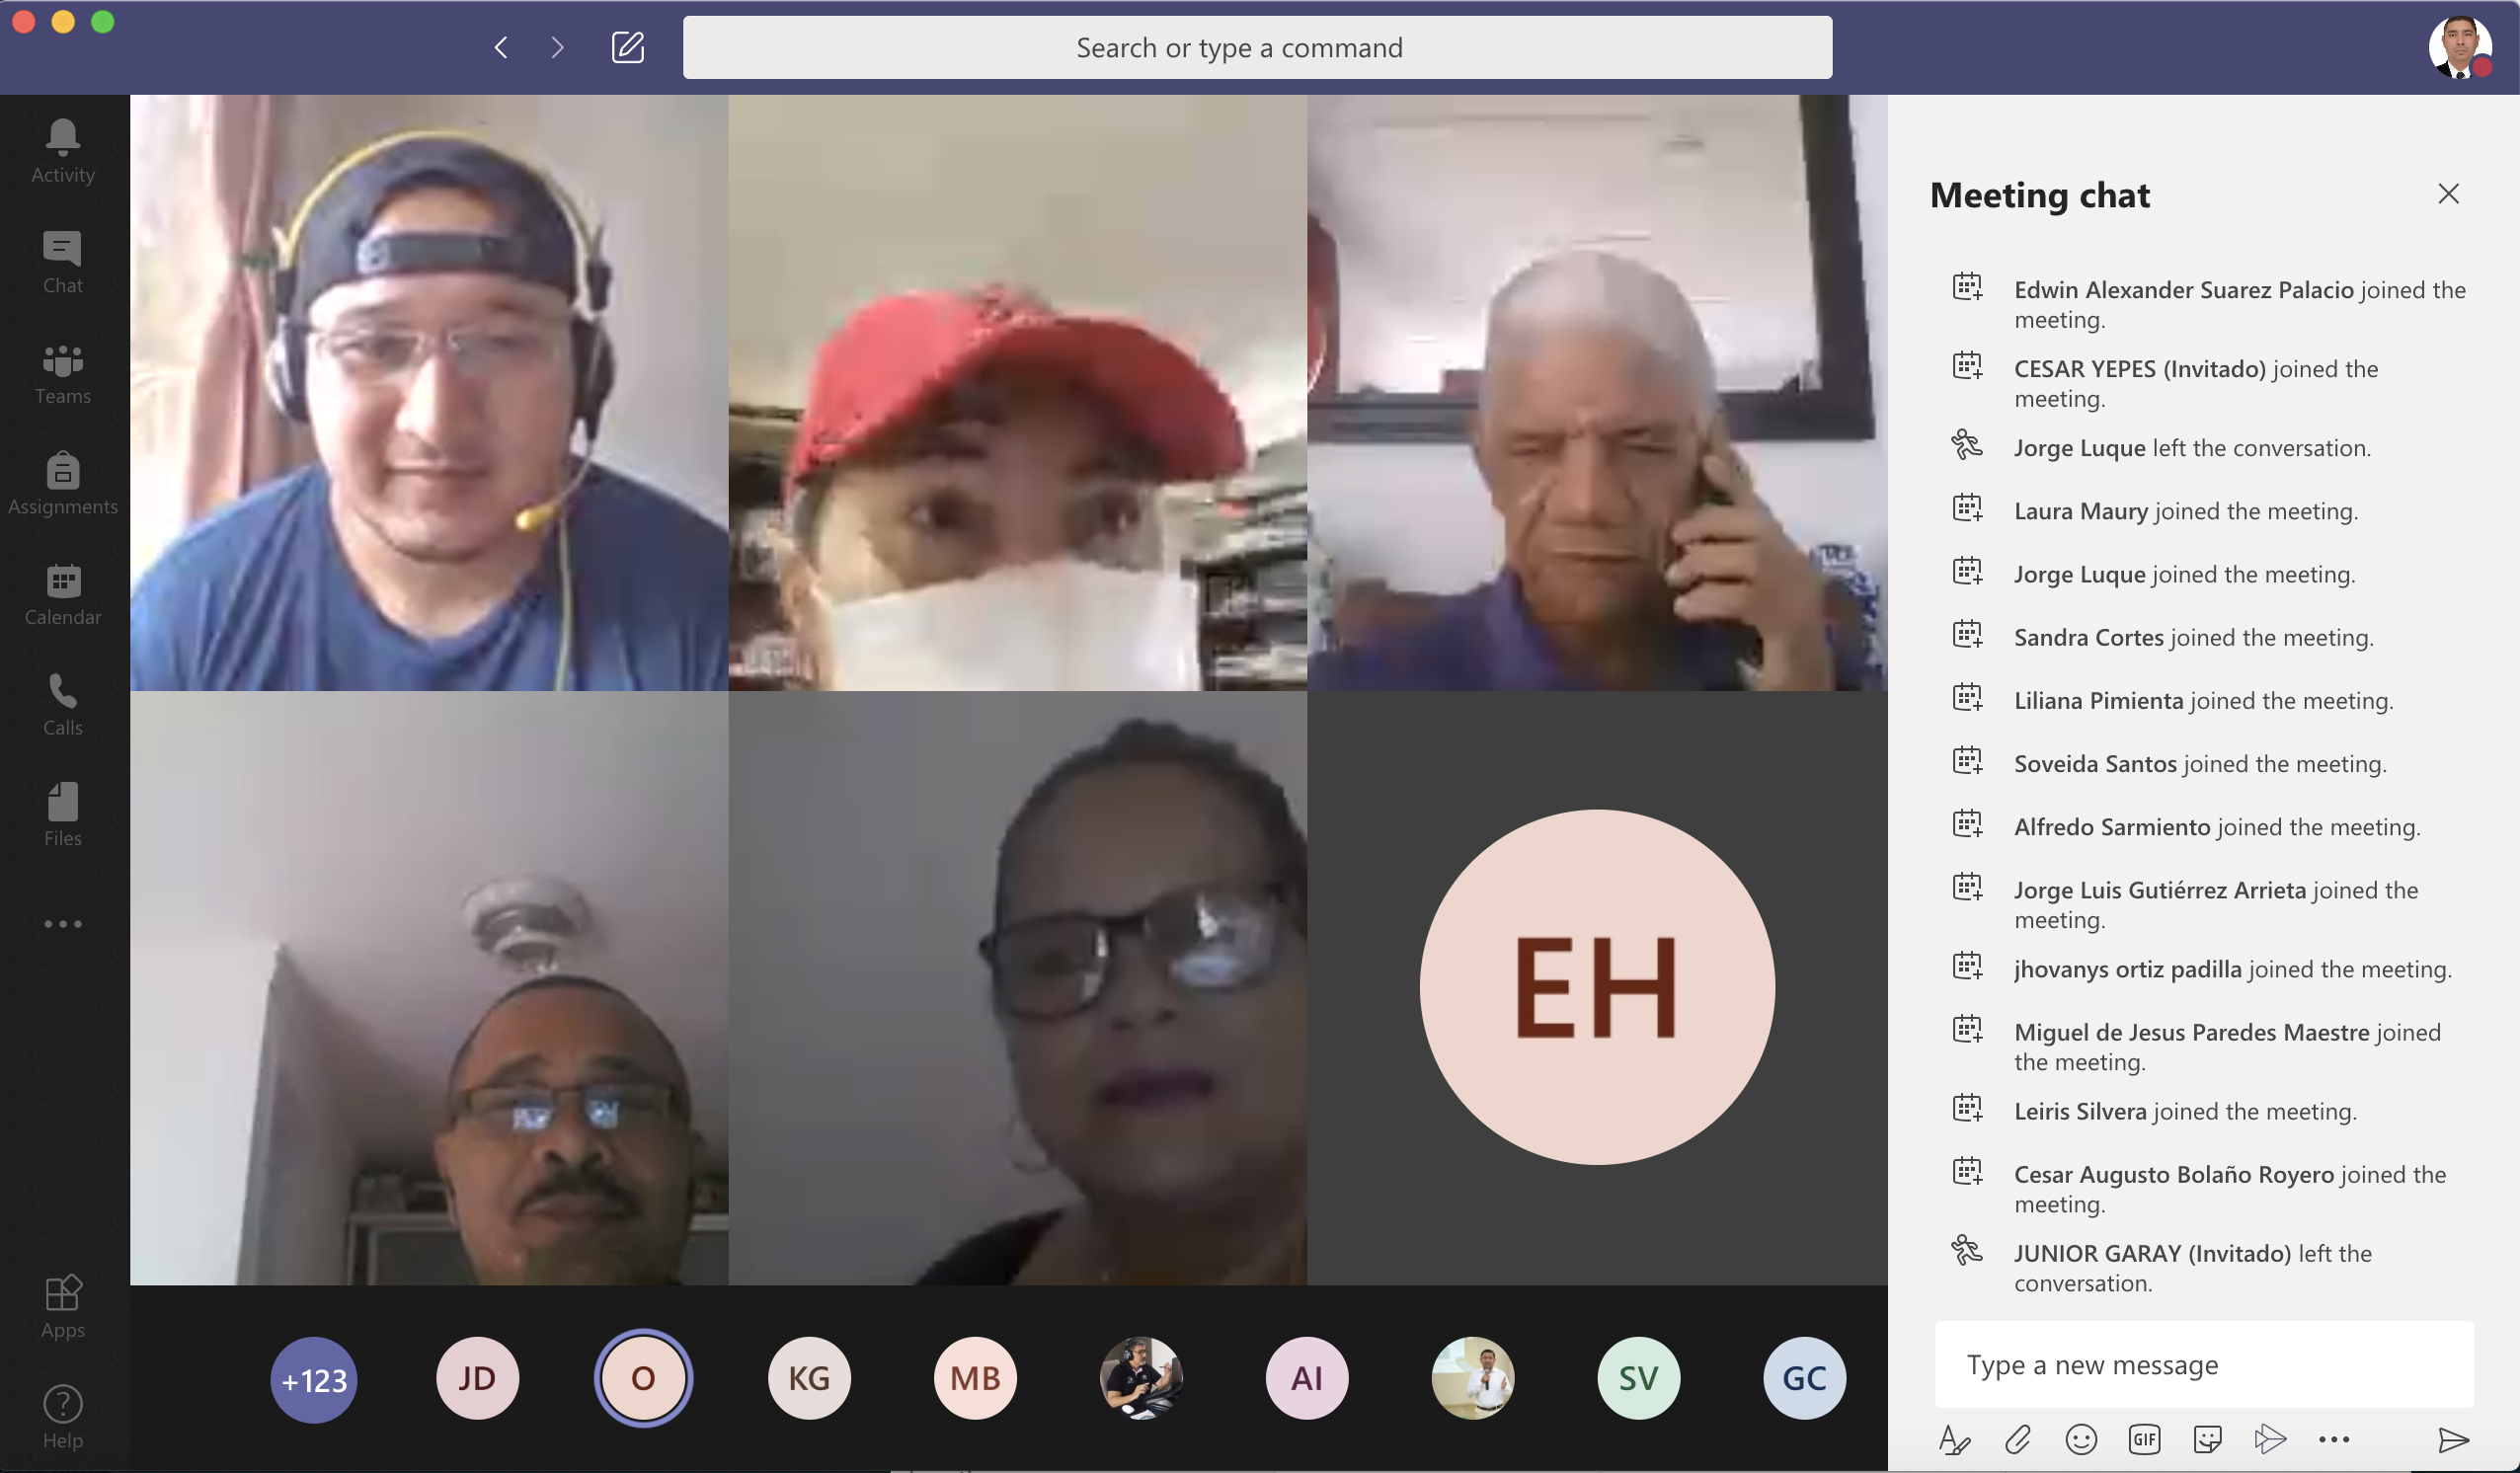 Search or type a command
Activity
Chat
Teams
Assignments
Calendar
Calls
Files
Apps
Help
EH
+123
JD
O
KG
MB
AI
SV
GC
Meeting chat
Edwin Alexander Suarez Palacio joined the
meeting.
CESAR YEPES (Invitado) joined the
meeting.
Jorge Luque left the conversation.
Laura Maury joined the meeting.
Jorge Luque joined the meeting.
Sandra Cortes joined the meeting.
Liliana Pimienta joined the meeting.
Soveida Santos joined the meeting.
Alfredo Sarmiento joined the meeting.
Jorge Luis Gutiérrez Arrieta joined the
meeting.
jhovanys ortiz padilla joined the meeting.
Miguel de Jesus Paredes Maestre joined
the meeting.
Leiris Silvera joined the meeting.
Cesar Augusto Bolaño Royero joined the
meeting.
JUNIOR GARAY (Invitado) left the
conversation.
Type a new message
GIF